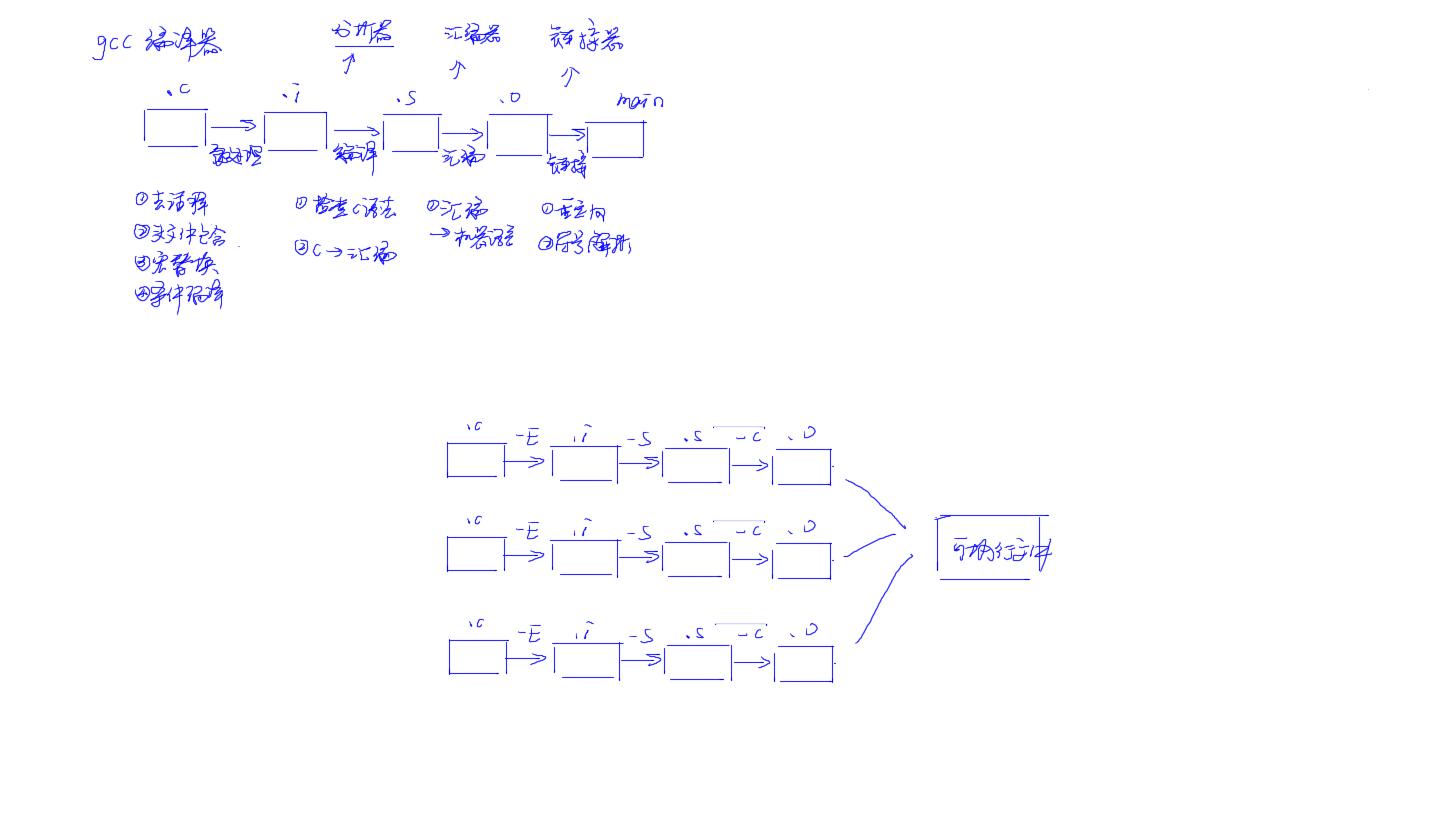 gcc 编译器
分析器 汇编器 链接器
.c .i .s .o main
预处理 编译 汇编 链接
①去注释 ①检查c语法 ①汇编 ①重定向
②头文件包含 ②C→汇编 →机器语言 ②符号解析
③宏替换
④条件编译
.c -E .i -S .s -c .o
.c -E .i -S .s -c .o
可执行文件
.c -E .i -S .s -c .o